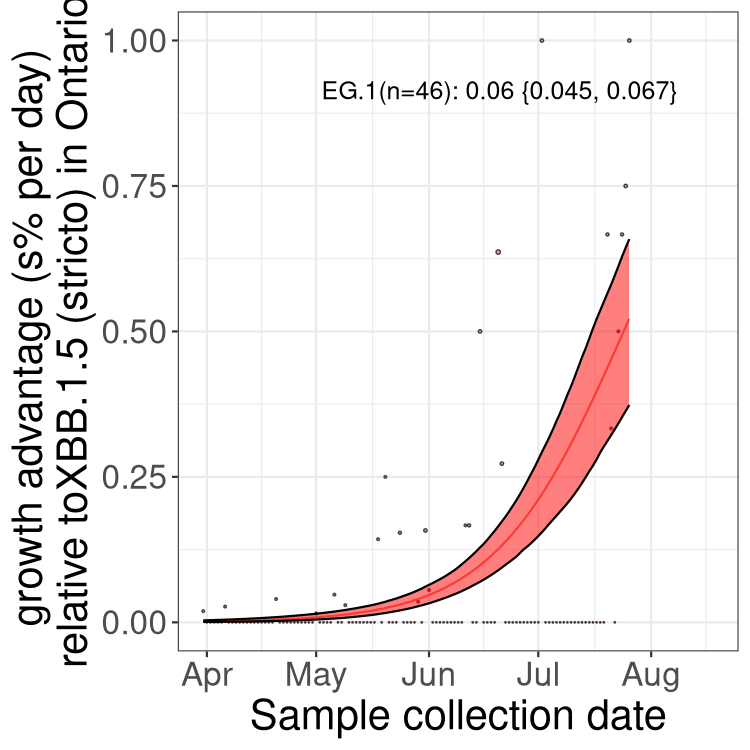 growth advantage (s% per day)
relative toXBB.1.5 (stricto) in Ontario
1.00
0.75
0.50
0.25
0.00
EG.1(n=46): 0.06 {0.045, 0.067}
Apr May Jun Jul Aug
Sample collection date